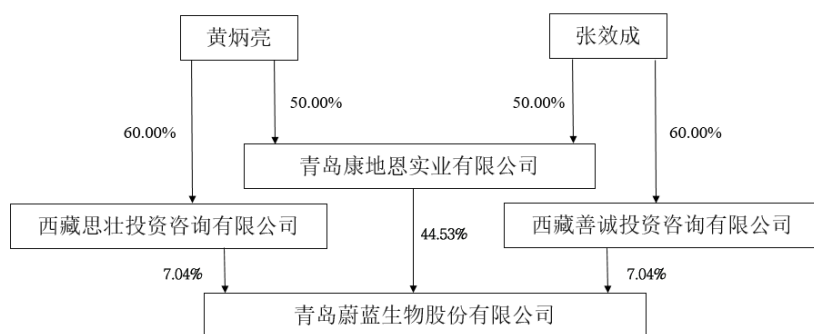 黄炳亮
张效成
50.00%
50.00%
60.00%
60.00%
青岛康地恩实业有限公司
西藏思壮投资咨询有限公司
44.53%
西藏善诚投资咨询有限公司
7.04%
7.04%
青岛蔚蓝生物股份有限公司